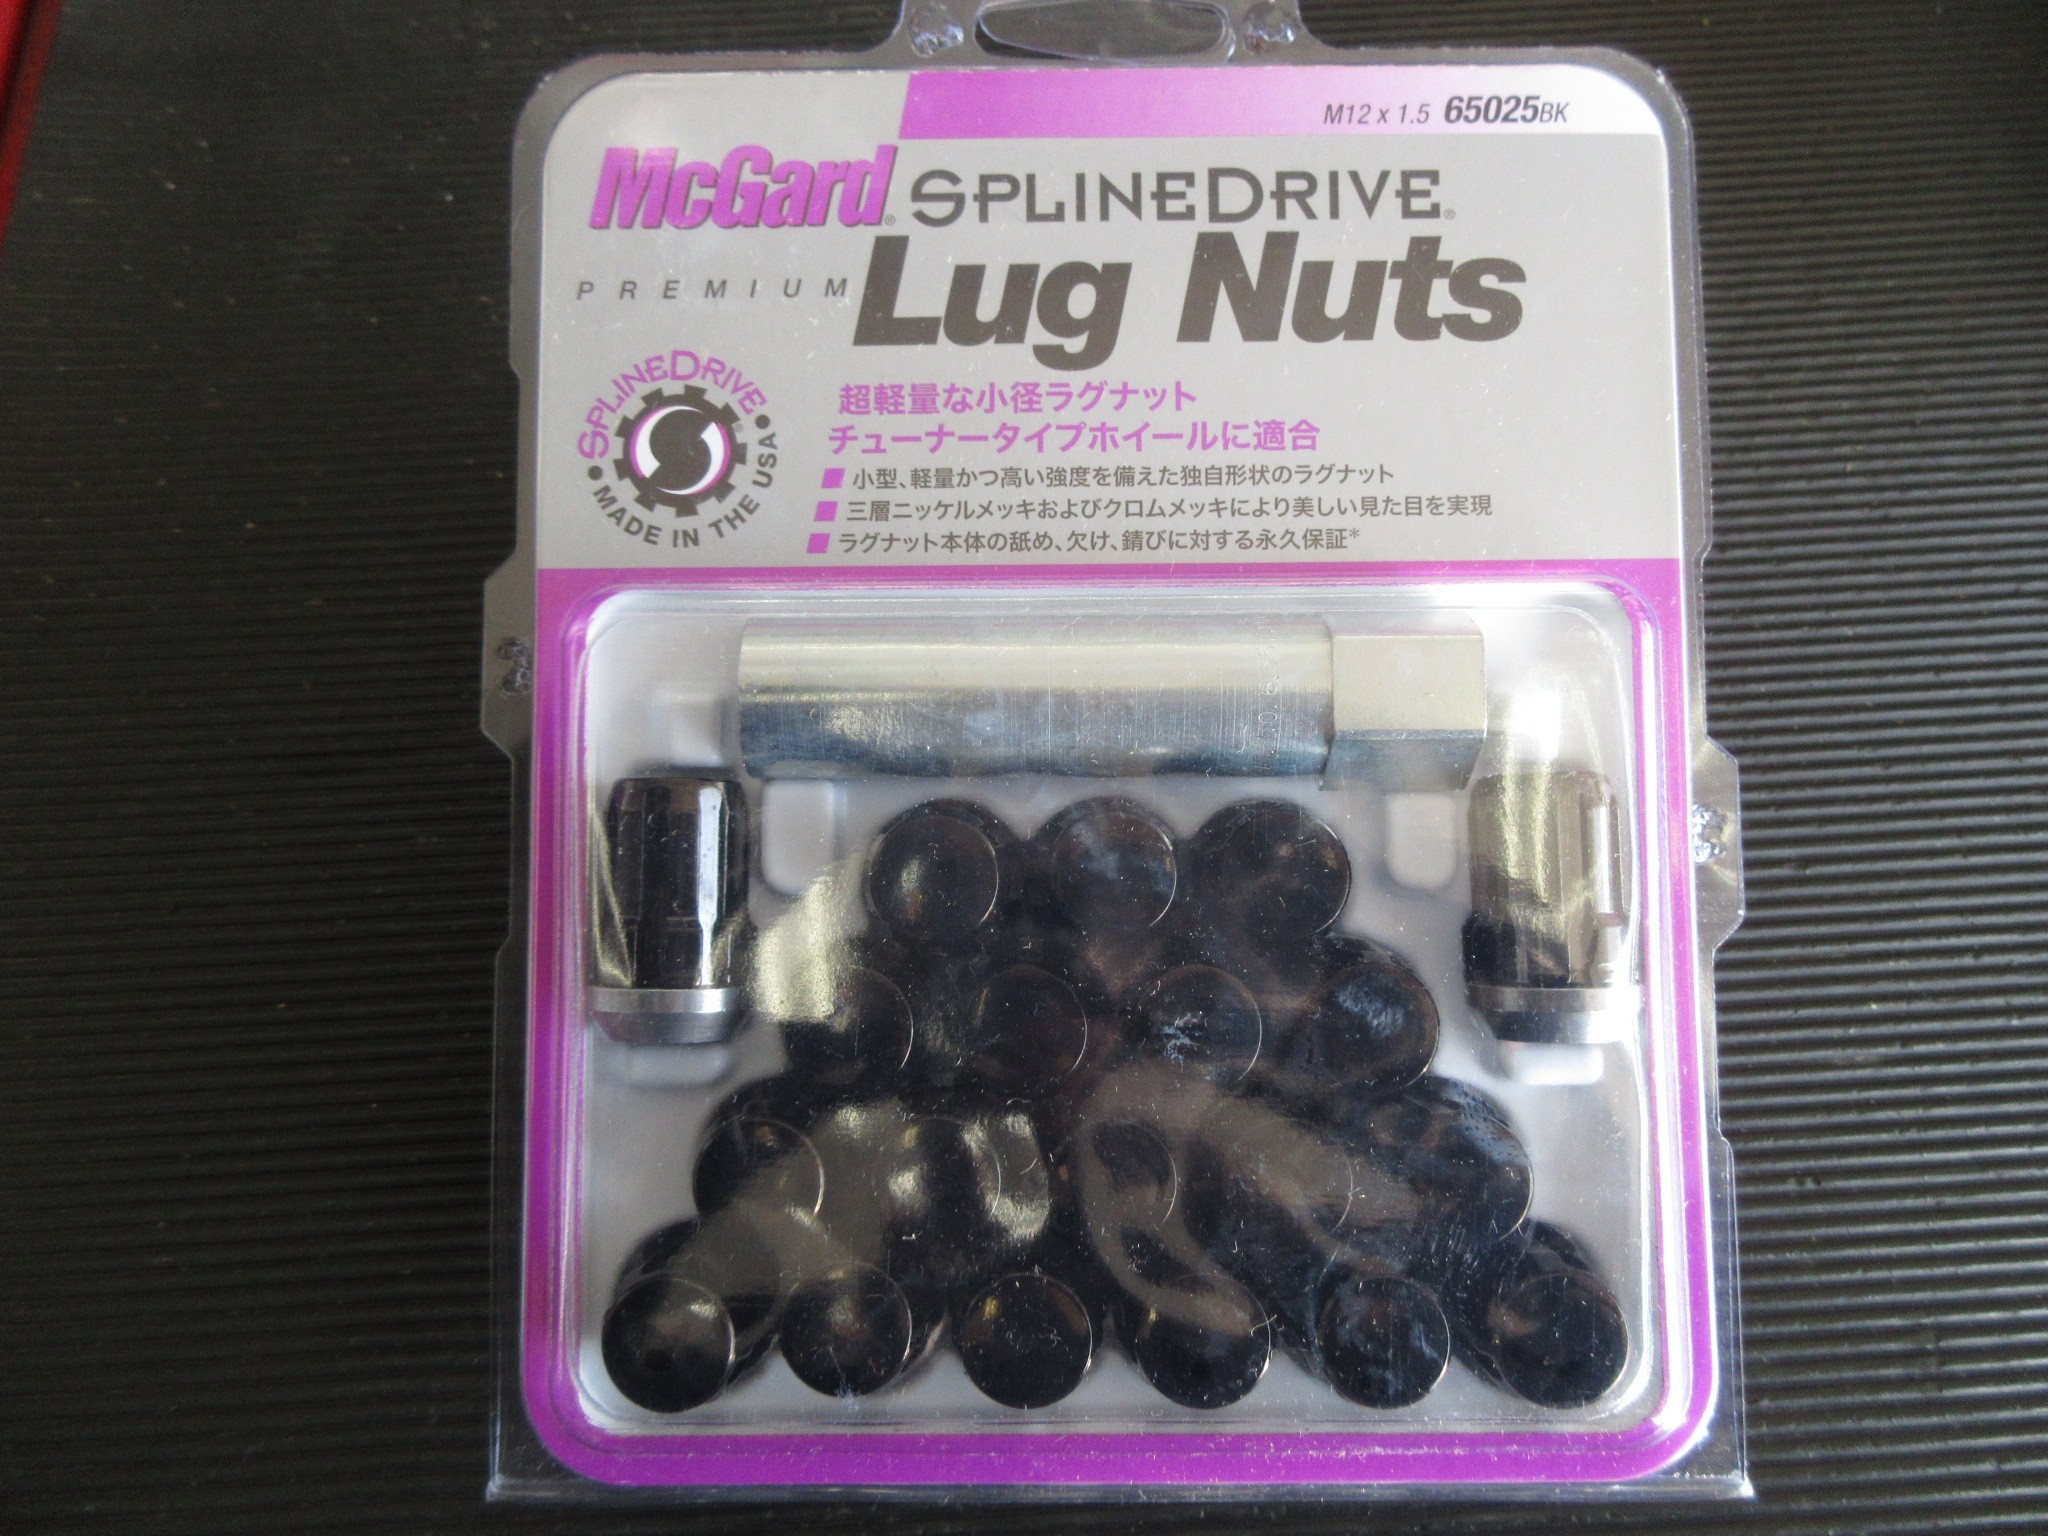 M12 x 1.5 65025BK
McGard® SPLINEDRIVE®
PREMIUM Lug Nuts
SPLINEDRIVE®
• MADE IN THE USA •
超軽量な小径ラグナット
チューナータイプホイールに適合
小型、軽量かつ高い強度を備えた独自形状のラグナット
三層ニッケルメッキおよびクロムメッキにより美しい見た目を実現
ラグナット本体の舐め、欠け、錆びに対する永久保証*